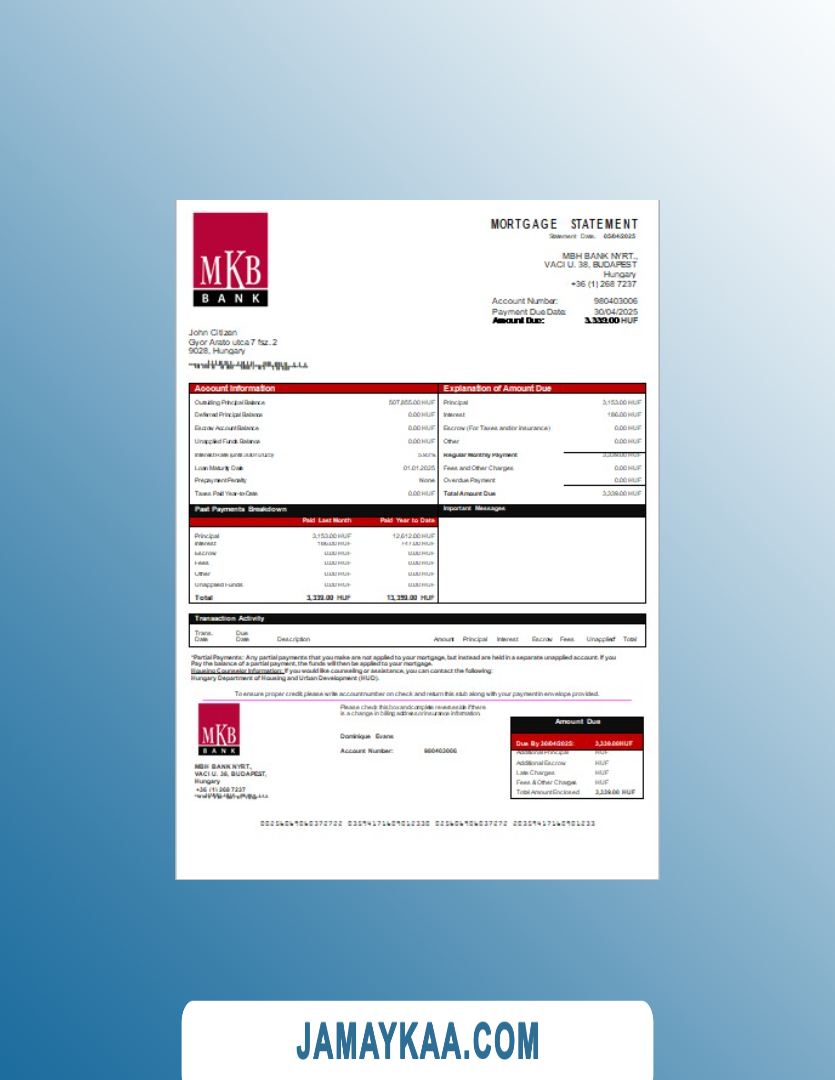 MKB
BANK
MORTGAGE STATEMENT
Statement Date: 05/04/2025
MBH BANK NYRT.,
VACI U. 38, BUDAPEST
Hungary
+36 (1) 268 7237
Account Number: 980403006
Payment Due Date: 30/04/2025
Amount Due: 3,339.00 HUF
John Citizen
Gyor Arato utca 7 fsz. 2
9028, Hungary
Account Information
Outstding Principal Balance 507,855.00 HUF
Deferred Principal Balance 0.00 HUF
Escrow Account Balance 0.00 HUF
Unapplied Funds Balance 0.00 HUF
Interest Rate
Loan Maturity Date 01.01.2025
Prepayment Penalty None
Taxes Paid Year-to-Date 0.00 HUF
Explanation of Amount Due
Principal 3,153.00 HUF
Interest 186.00 HUF
Escrow (For Taxes and/or insurance) 0.00 HUF
Other 0.00 HUF
Regular Monthly Payment 3,339.00 HUF
Fees and Other Charges 0.00 HUF
Overdue Payment 0.00 HUF
Total Amount Due 3,339.00 HUF
Past Payments Breakdown
Paid Last Month Paid Year to Date
Principal 3,153.00 HUF 12,612.00 HUF
Interest 186.00 HUF 747.00 HUF
Escrow 0.00 HUF 0.00 HUF
Fees 0.00 HUF 0.00 HUF
Other 0.00 HUF 0.00 HUF
Unapplied Funds 0.00 HUF 0.00 HUF
Total 3,339.00 HUF 13,359.00 HUF
Important Messages
Transaction Activity
Trans. Date Due Date Description Amount Principal Interest Escrow Fees Unapplied Total
*Partial Payments: Any partial payments that you make are not applied to your mortgage, but instead are held in a separate unapplied account. If you
Pay the balance of a partial payment, the funds will then be applied to your mortgage.
Housing Counselor Information: If you would like counseling or assistance, you can contact the following:
Hungary Department of Housing and Urban Development (HUD).
To ensure proper credit, please write account number on check and return this stub along with your payment in envelope provided.
MKB
BANK
MBH BANK NYRT.,
VACI U. 38, BUDAPEST,
Hungary
+36 (1) 268 7237
Please check this box and complete reverse side if there
is a change in billing address or insurance information.
Dominique Evans
Account Number: 980403006
Amount Due
Due By 30/04/2025: 3,339.00 HUF
Additional Principal HUF
Additional Escrow HUF
Late Charges HUF
Fees & Other Charges HUF
Total Amount Enclosed 3,339.00 HUF
JAMAYKAA.COM